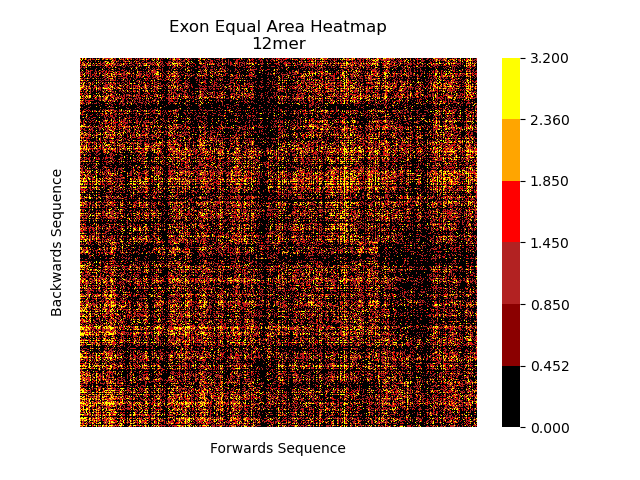 Exon Equal Area Heatmap
12mer
Backwards Sequence
Forwards Sequence
3.200
2.360
1.850
1.450
0.850
0.452
0.000